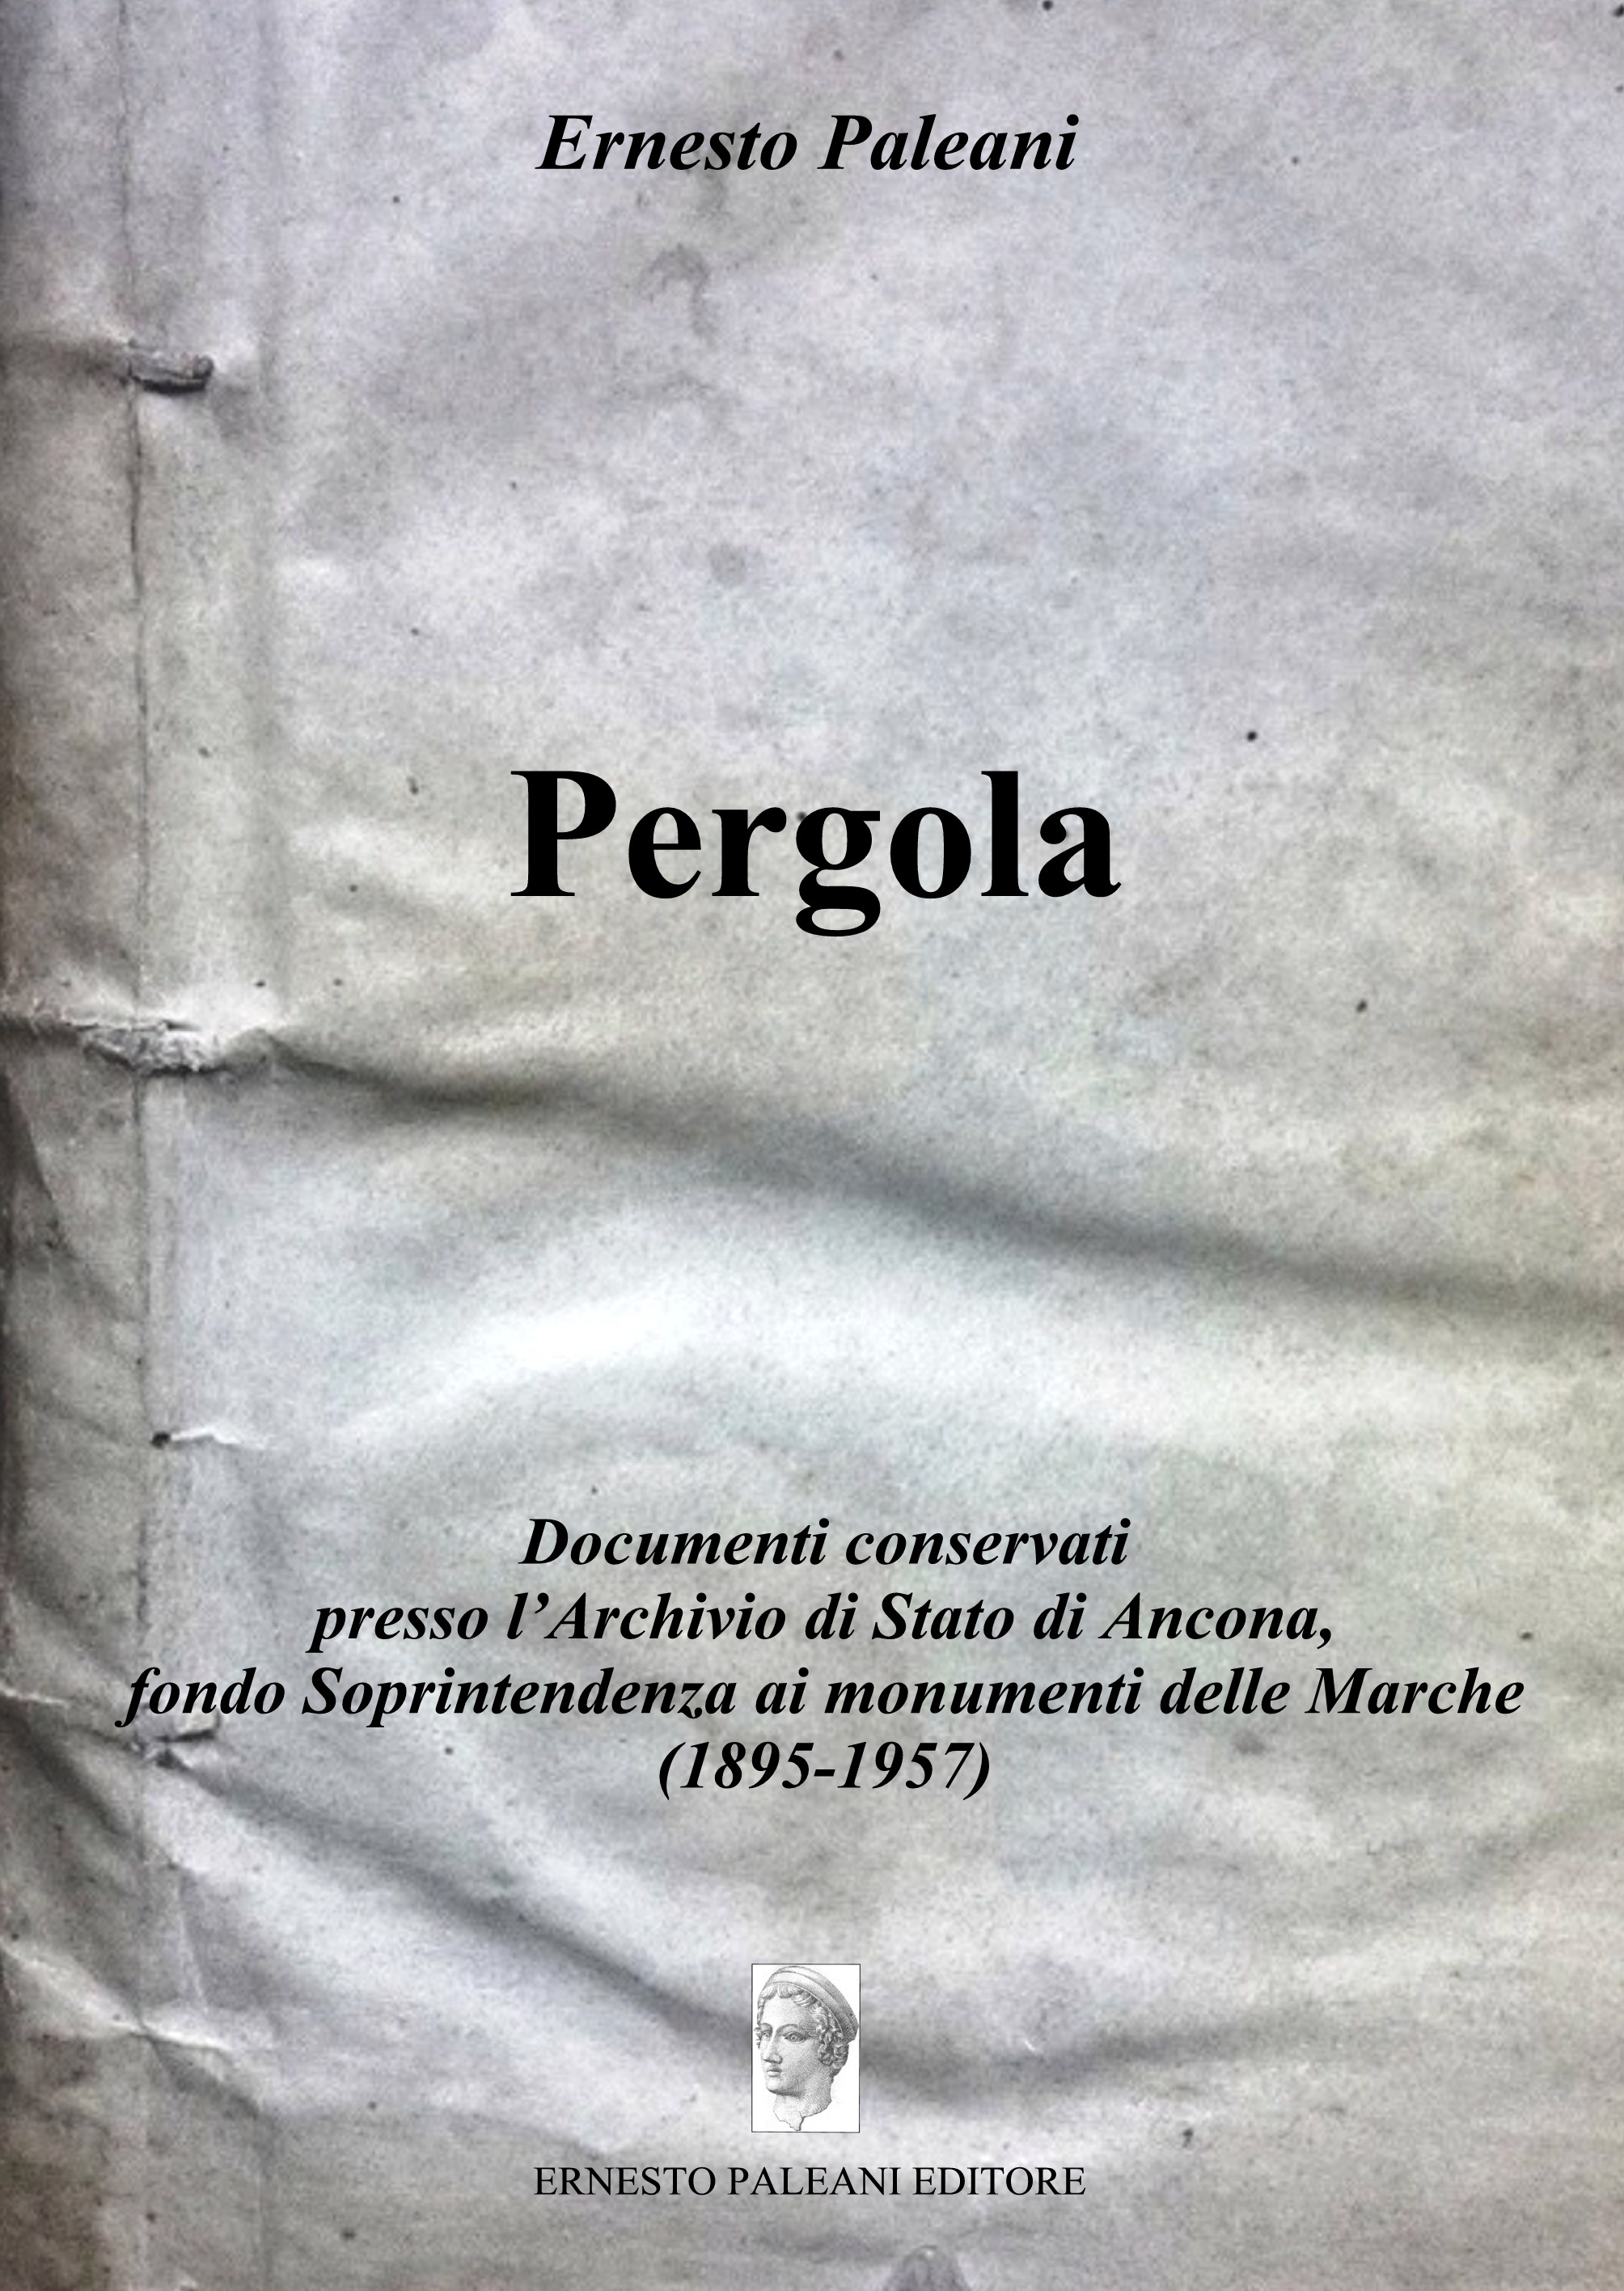 Ernesto Paleani
Pergola
Documenti conservati
presso l’Archivio di Stato di Ancona,
fondo Soprintendenza ai monumenti delle Marche
(1895-1957)
ERNESTO PALEANI EDITORE